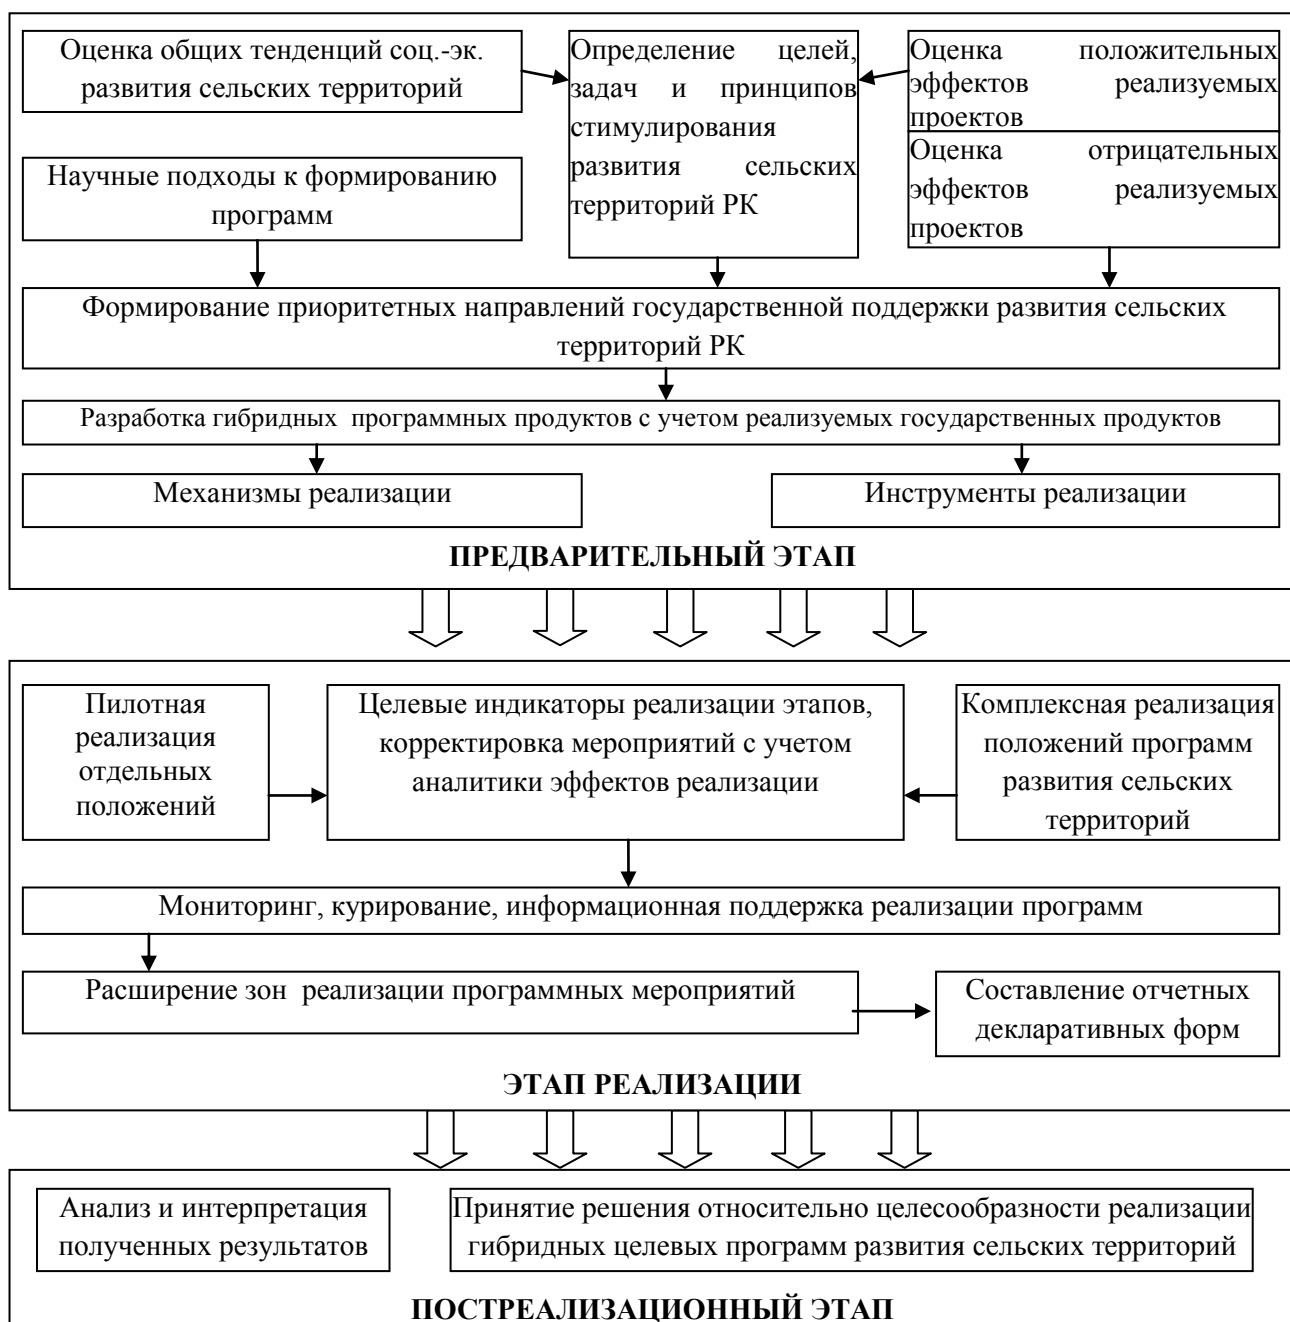 Оценка общих тенденций соц.-эк.
развития сельских территорий
Определение целей,
задач и принципов
стимулирования
развития сельских
территорий РК
Оценка положительных
эффектов реализуемых
проектов
Оценка отрицательных
эффектов реализуемых
проектов
Научные подходы к формированию
программ
Формирование приоритетных направлений государственной поддержки развития сельских
территорий РК
Разработка гибридных программных продуктов с учетом реализуемых государственных продуктов
Механизмы реализации
Инструменты реализации
ПРЕДВАРИТЕЛЬНЫЙ ЭТАП
Пилотная
реализация
отдельных
положений
Целевые индикаторы реализации этапов,
корректировка мероприятий с учетом
аналитики эффектов реализации
Комплексная реализация
положений программ
развития сельских
территорий
Мониторинг, курирование, информационная поддержка реализации программ
Расширение зон реализации программных мероприятий
Составление отчетных
декларативных форм
ЭТАП РЕАЛИЗАЦИИ
Анализ и интерпретация
полученных результатов
Принятие решения относительно целесообразности реализации
гибридных целевых программ развития сельских территорий
ПОСТРЕАЛИЗАЦИОННЫЙ ЭТАП